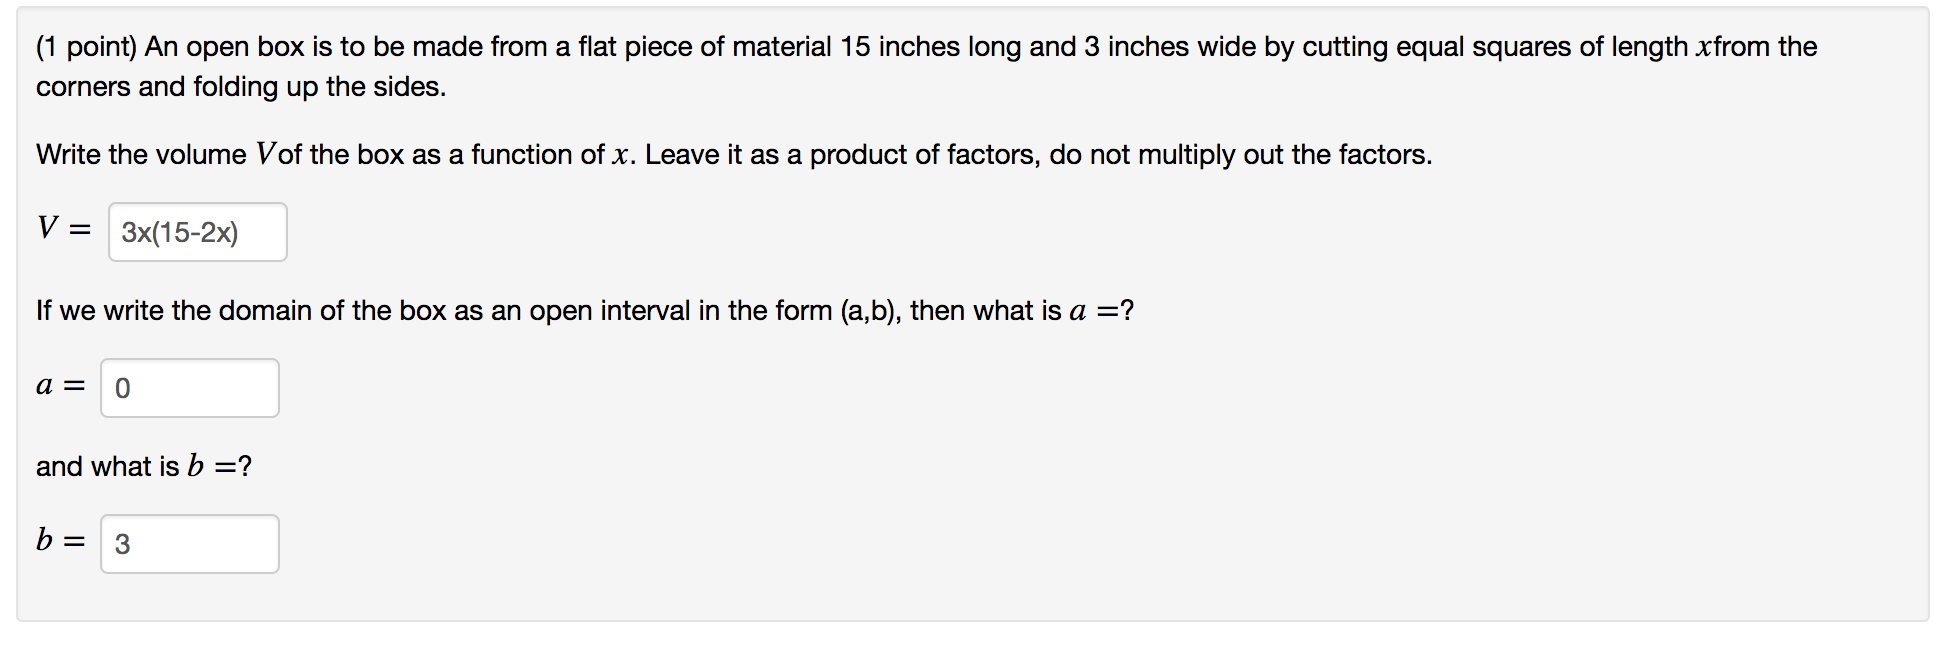 (1 point) An open box is to be made from a flat piece of material 15 inches long and 3 inches wide by cutting equal squares of length x from the
corners and folding up the sides.
Write the volume V of the box as a function of x. Leave it as a product of factors, do not multiply out the factors.
V = 3x(15-2x)
If we write the domain of the box as an open interval in the form (a,b), then what is a =?
a = 0
and what is b =?
b = 3